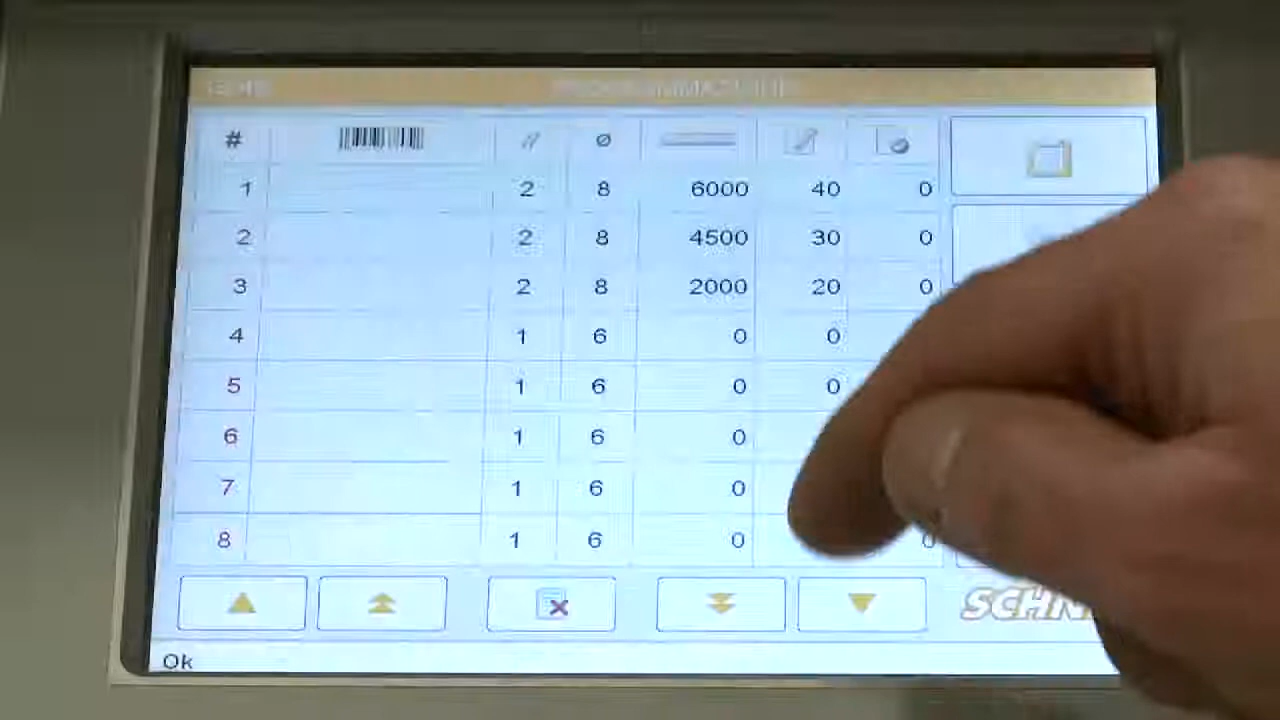 # // ∅
1 2 8 6000 40 0
2 2 8 4500 30 0
3 2 8 2000 20 0
4 1 6 0 0
5 1 6 0 0
6 1 6 0
7 1 6 0
8 1 6 0 0
Ok